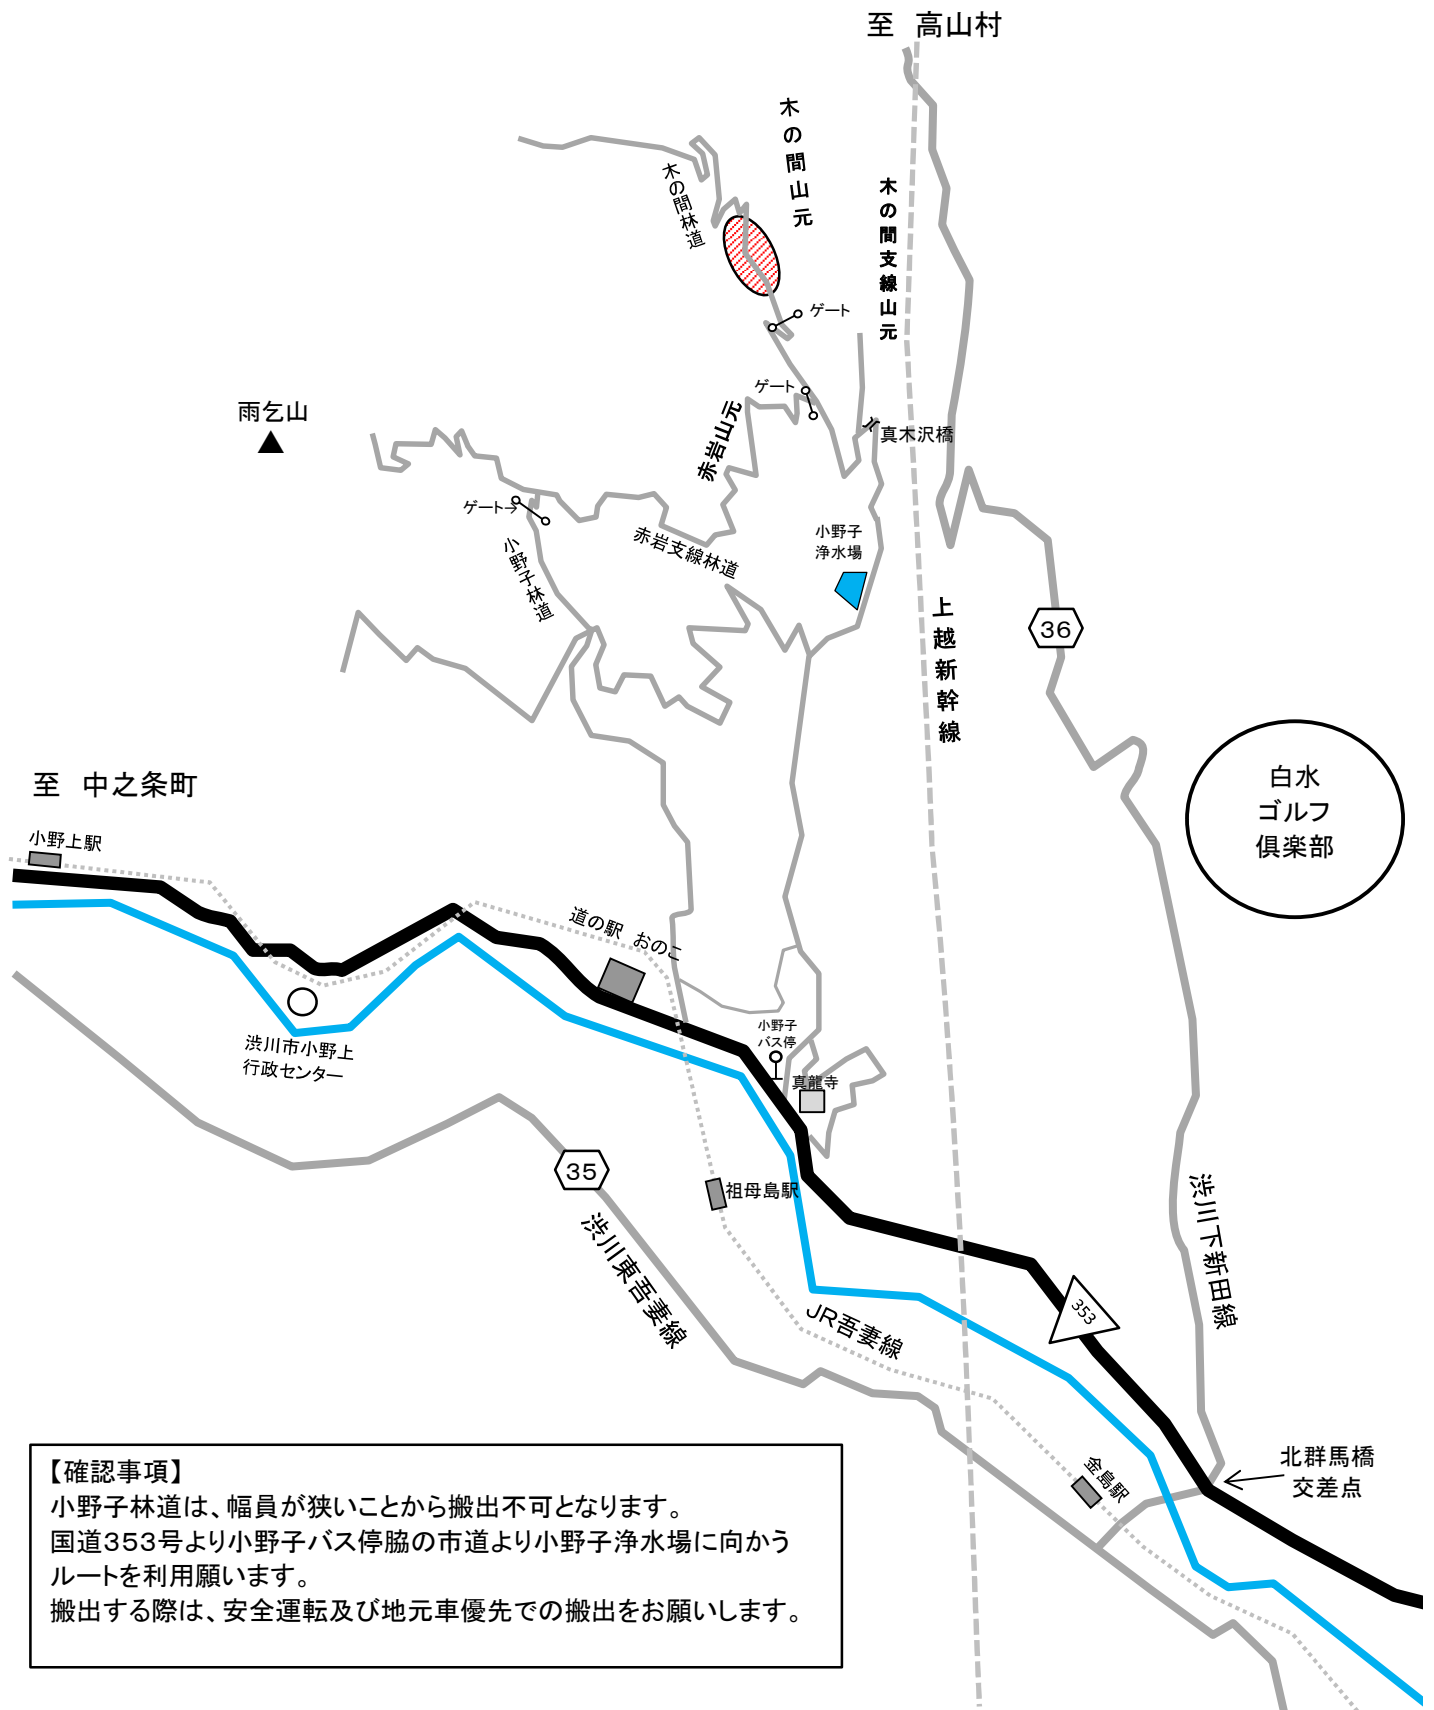 至　高山村
木の間山元
木の間林道
木の間支線山元
ゲート
ゲート
雨乞山
赤岩山元
真木沢橋
ゲート→
小野子
浄水場
赤岩支線林道
小野子林道
上越新幹線
36
白水
ゴルフ
倶楽部
至　中之条町
小野上駅
道の駅　おのこ
渋川市小野上
行政センター
小野子
バス停
真龍寺
35
祖母島駅
渋川東吾妻線
渋川下新田線
JR吾妻線
353
金島駅
北群馬橋
交差点
【確認事項】
小野子林道は、幅員が狭いことから搬出不可となります。
国道353号より小野子バス停脇の市道より小野子浄水場に向かう
ルートを利用願います。
搬出する際は、安全運転及び地元車優先での搬出をお願いします。